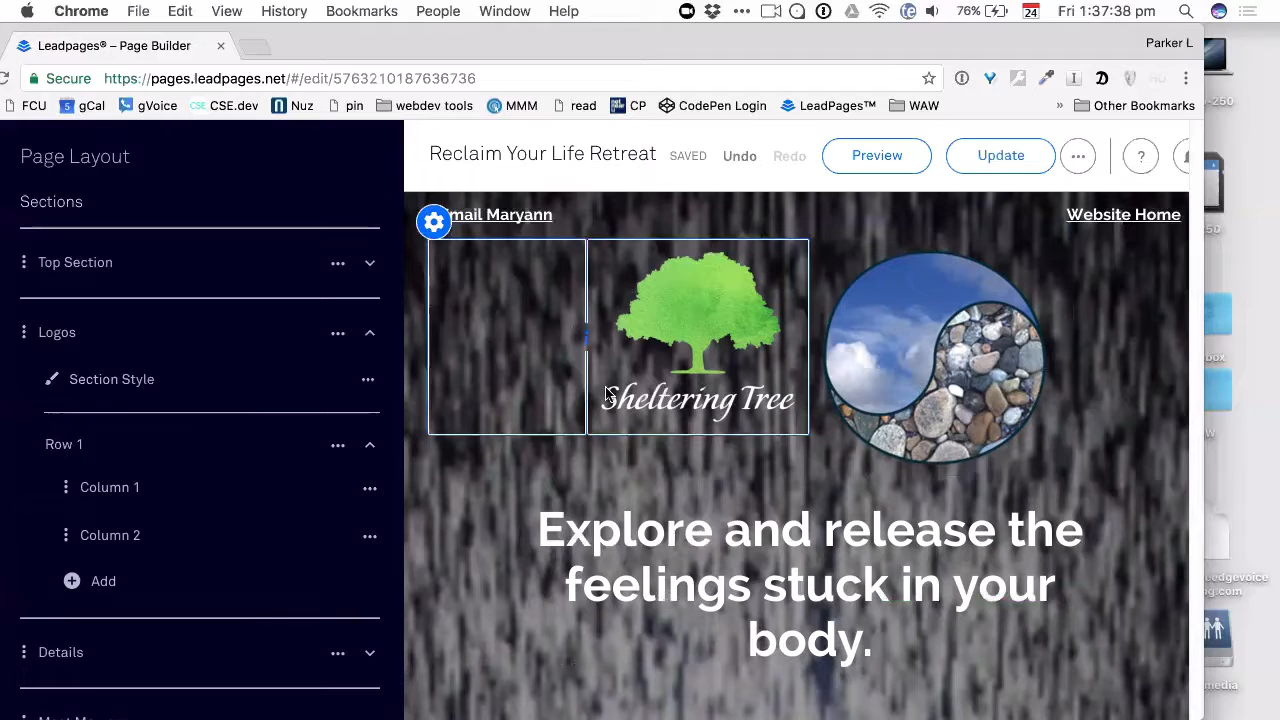 Chrome File Edit View History Bookmarks People Window Help 76% 24 Fri 1:37:38 pm
Leadpages® – Page Builder × Parker L
Secure https://pages.leadpages.net/#/edit/5763210187636736
FCU gCal gVoice CSE.dev Nuz pin webdev tools MMM read CP CodePen Login LeadPages™ WAW » Other Bookmarks
Page Layout
Reclaim Your Life Retreat SAVED Undo Redo Preview Update ?
Sections
mail Maryann Website Home
Top Section
Logos
Section Style
Sheltering Tree
Row 1
Column 1
Column 2
Add
Explore and release the
feelings stuck in your
body.
Details